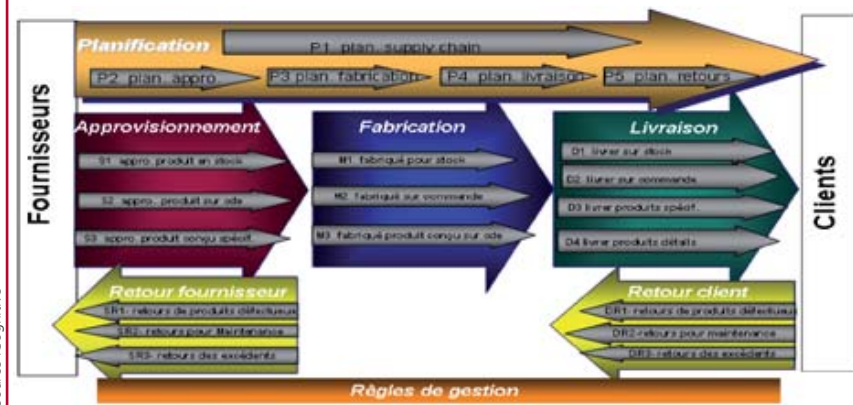 Planification
P1. plan. supply chain
P2 plan. appro
P3 plan. fabrication
P4 plan. livraison
P5 plan. retours
Fournisseurs
Clients
Approvisionnement
S1 appro. produit en stock
S2 appro. produit sur cde
S3 appro. produit conçu spécif.
Fabrication
M1. fabriqué pour stock
M2. fabriqué sur commande
M3. fabriqué produit conçu sur cde
Livraison
D1. livrer sur stock
D2 livrer sur commande
D3 livrer produits spécif.
D4 livrer produits détails
Retour fournisseur
SR1- retours de produits défectueux
SR2- retours pour Maintenance
SR3- retours des excédents
Retour client
DR1- retours de produits défectueux
DR2-retours pour maintenance
DR3- retours des excédents
Règles de gestion